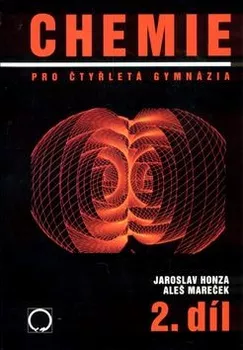 CHEMIE
PRO ČTYŘLETÁ GYMNÁZIA
JAROSLAV HONZA
ALEŠ MAREČEK
2. díl